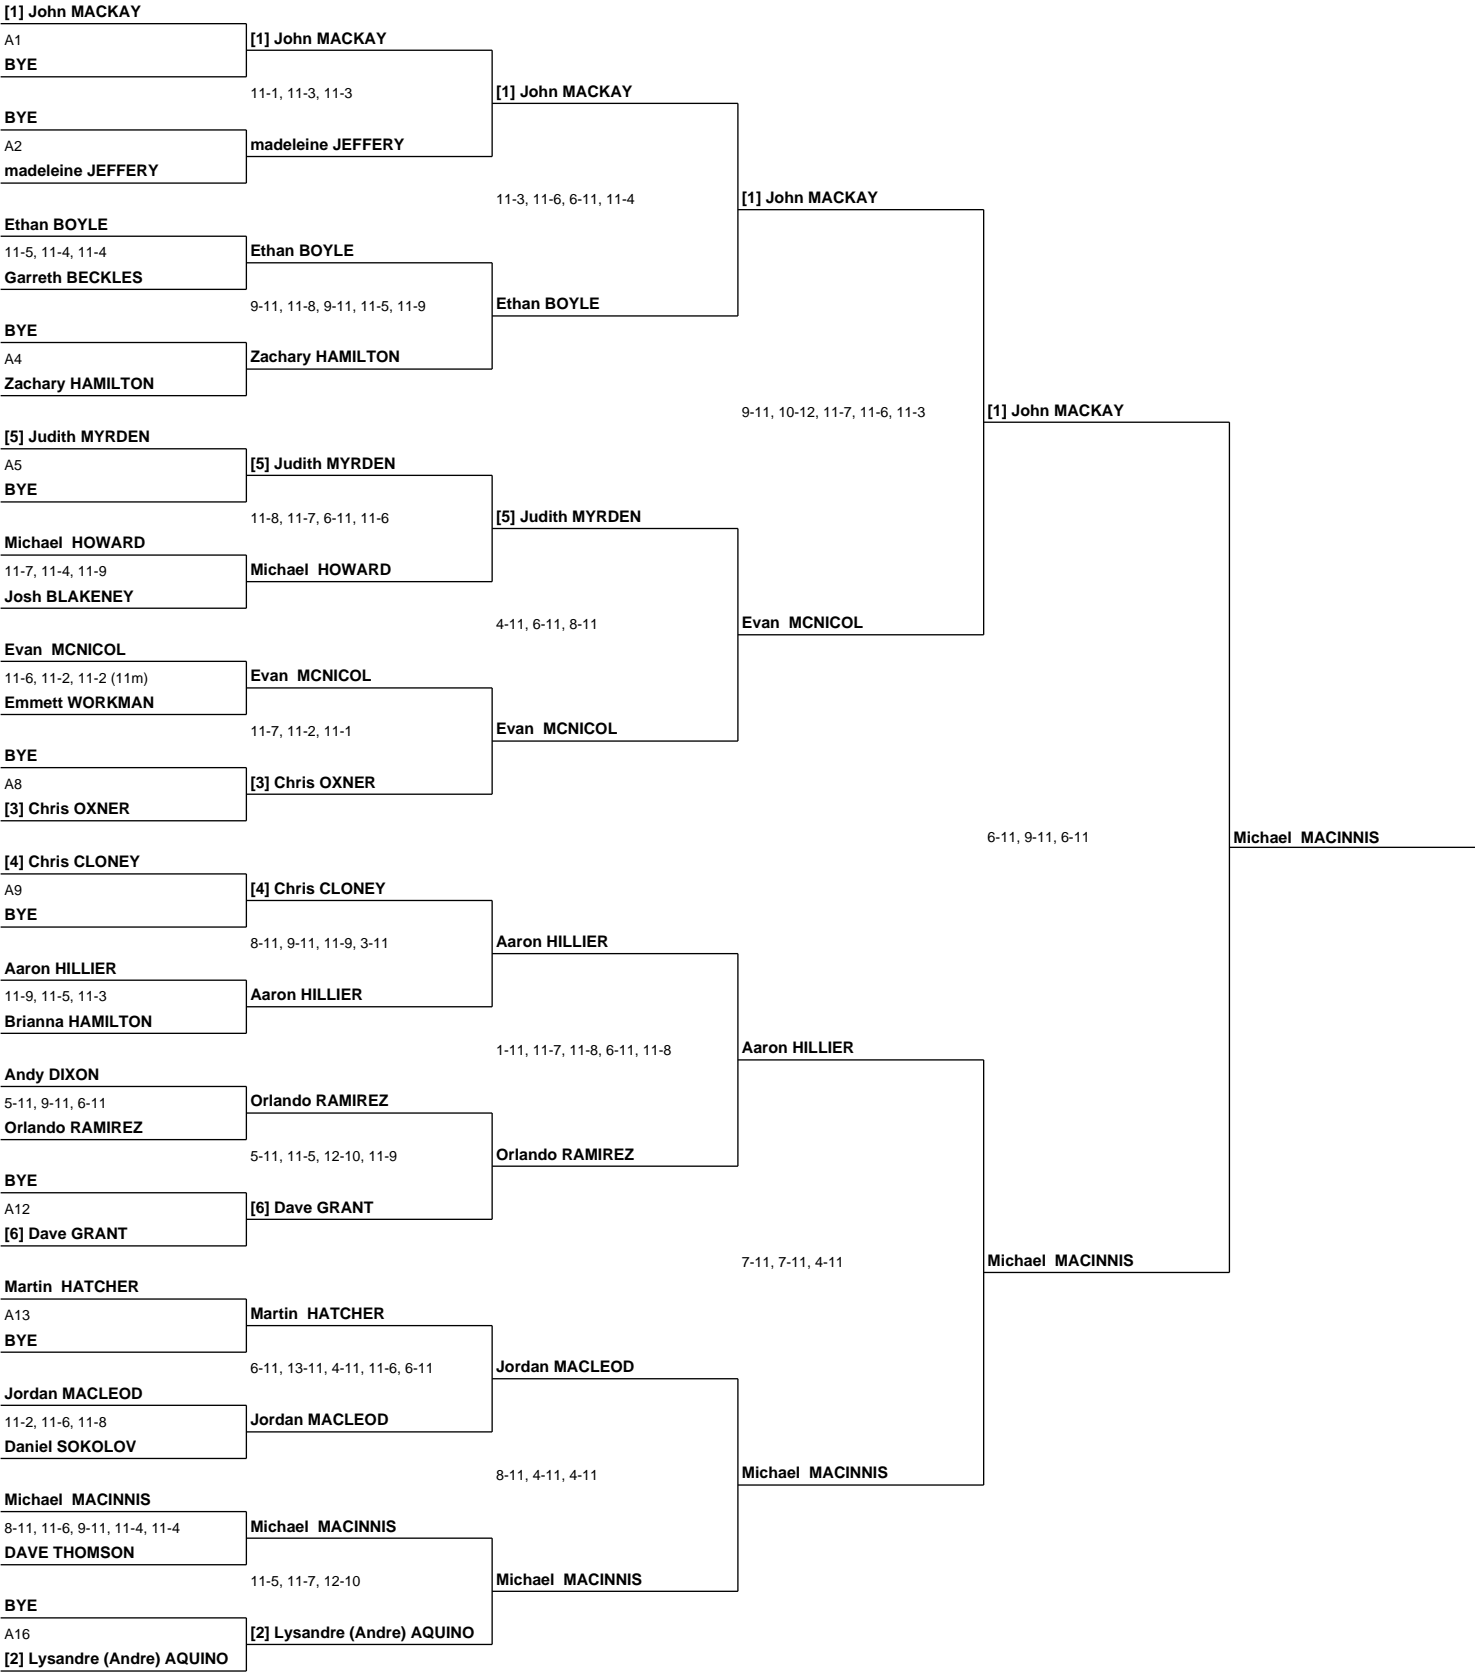 [1] John MACKAY
A1
BYE
BYE
A2
madeleine JEFFERY
Ethan BOYLE
11-5, 11-4, 11-4
Garreth BECKLES
BYE
A4
Zachary HAMILTON
[5] Judith MYRDEN
A5
BYE
Michael HOWARD
11-7, 11-4, 11-9
Josh BLAKENEY
Evan MCNICOL
11-6, 11-2, 11-2 (11m)
Emmett WORKMAN
BYE
A8
[3] Chris OXNER
[4] Chris CLONEY
A9
BYE
Aaron HILLIER
11-9, 11-5, 11-3
Brianna HAMILTON
Andy DIXON
5-11, 9-11, 6-11
Orlando RAMIREZ
BYE
A12
[6] Dave GRANT
Martin HATCHER
A13
BYE
Jordan MACLEOD
11-2, 11-6, 11-8
Daniel SOKOLOV
Michael MACINNIS
8-11, 11-6, 9-11, 11-4, 11-4
DAVE THOMSON
BYE
A16
[2] Lysandre (Andre) AQUINO
[1] John MACKAY
11-1, 11-3, 11-3
madeleine JEFFERY
Ethan BOYLE
9-11, 11-8, 9-11, 11-5, 11-9
Zachary HAMILTON
[5] Judith MYRDEN
11-8, 11-7, 6-11, 11-6
Michael HOWARD
Evan MCNICOL
11-7, 11-2, 11-1
[3] Chris OXNER
[4] Chris CLONEY
8-11, 9-11, 11-9, 3-11
Aaron HILLIER
Orlando RAMIREZ
5-11, 11-5, 12-10, 11-9
[6] Dave GRANT
Martin HATCHER
6-11, 13-11, 4-11, 11-6, 6-11
Jordan MACLEOD
Michael MACINNIS
11-5, 11-7, 12-10
[2] Lysandre (Andre) AQUINO
[1] John MACKAY
11-3, 11-6, 6-11, 11-4
Ethan BOYLE
[5] Judith MYRDEN
4-11, 6-11, 8-11
Evan MCNICOL
Aaron HILLIER
1-11, 11-7, 11-8, 6-11, 11-8
Orlando RAMIREZ
Jordan MACLEOD
8-11, 4-11, 4-11
Michael MACINNIS
[1] John MACKAY
9-11, 10-12, 11-7, 11-6, 11-3
Evan MCNICOL
Aaron HILLIER
7-11, 7-11, 4-11
Michael MACINNIS
[1] John MACKAY
6-11, 9-11, 6-11
Michael MACINNIS
Michael MACINNIS